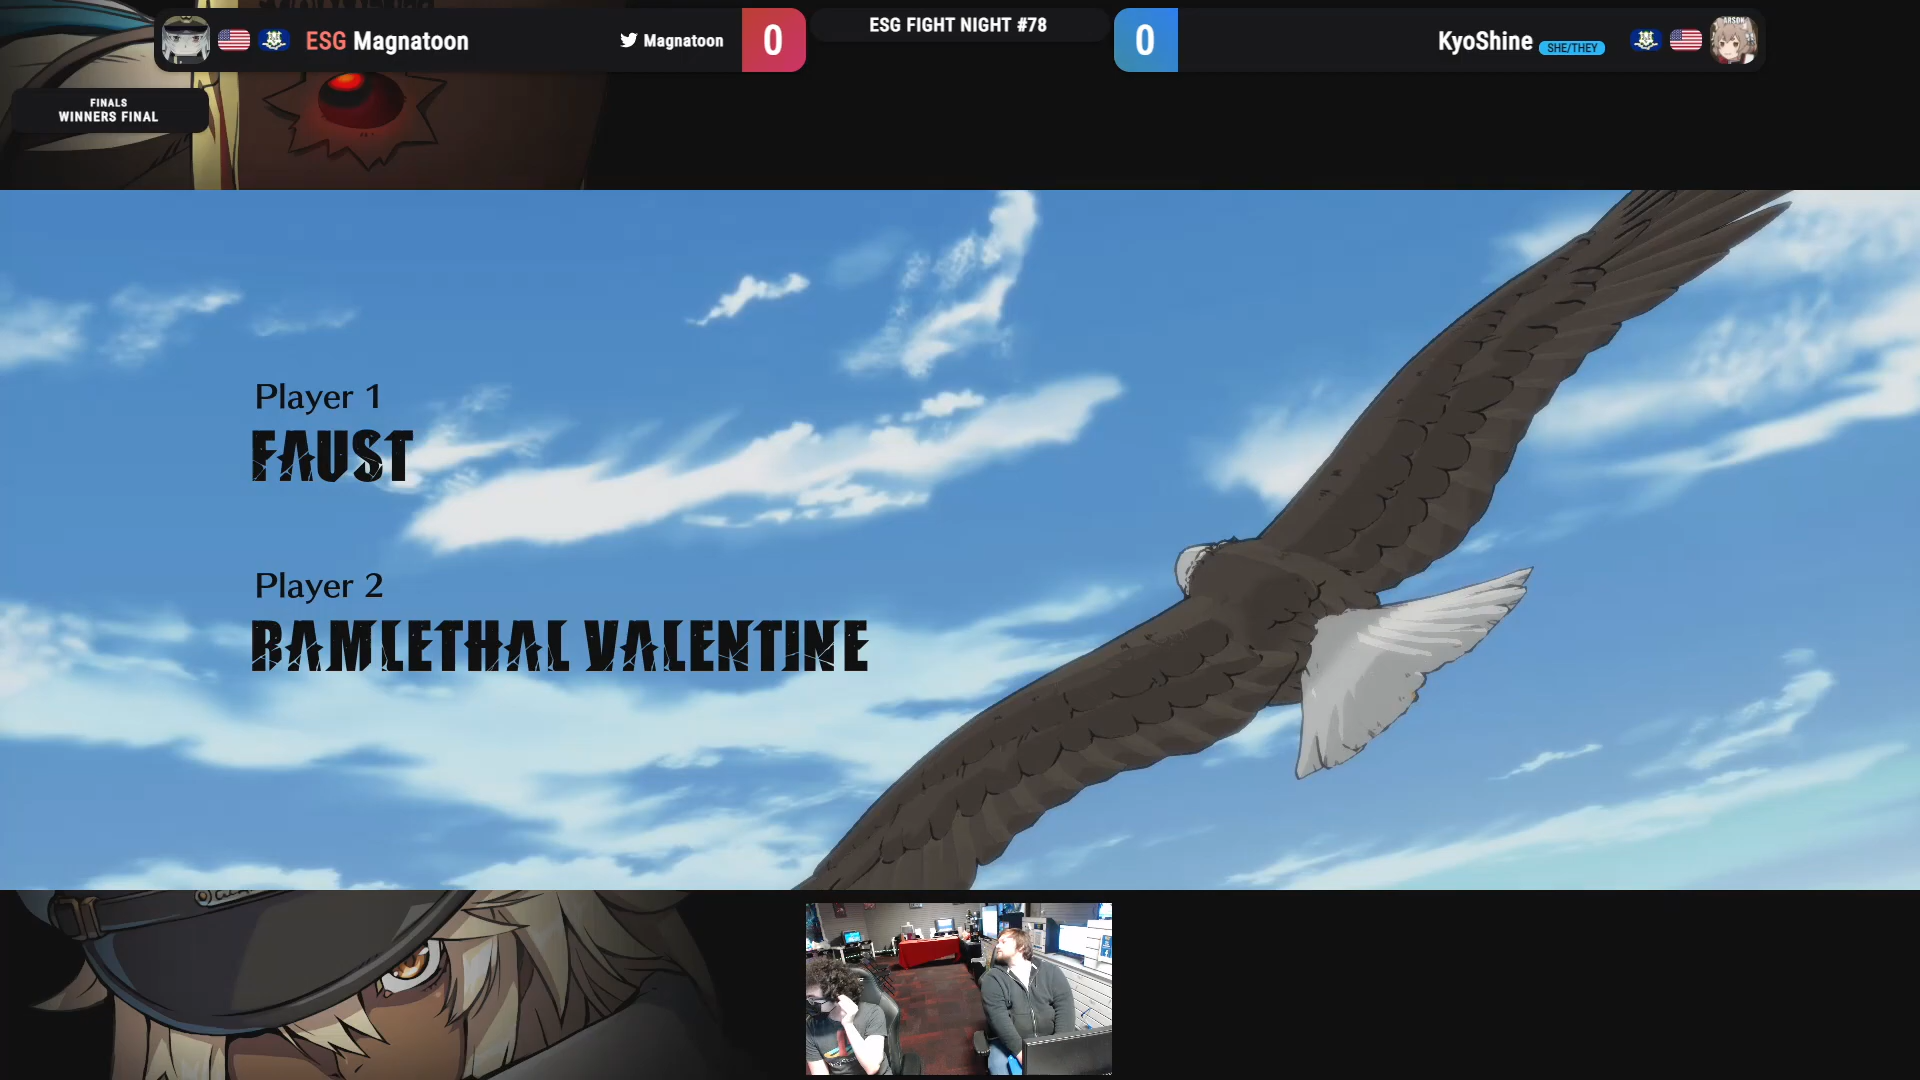 ESG Magnatoon
Magnatoon
0
ESG FIGHT NIGHT #78
0
KyoShine
SHE/THEY
ARSON
FINALS
WINNERS FINAL
Player 1
FAUST
Player 2
RAMLETHAL VALENTINE